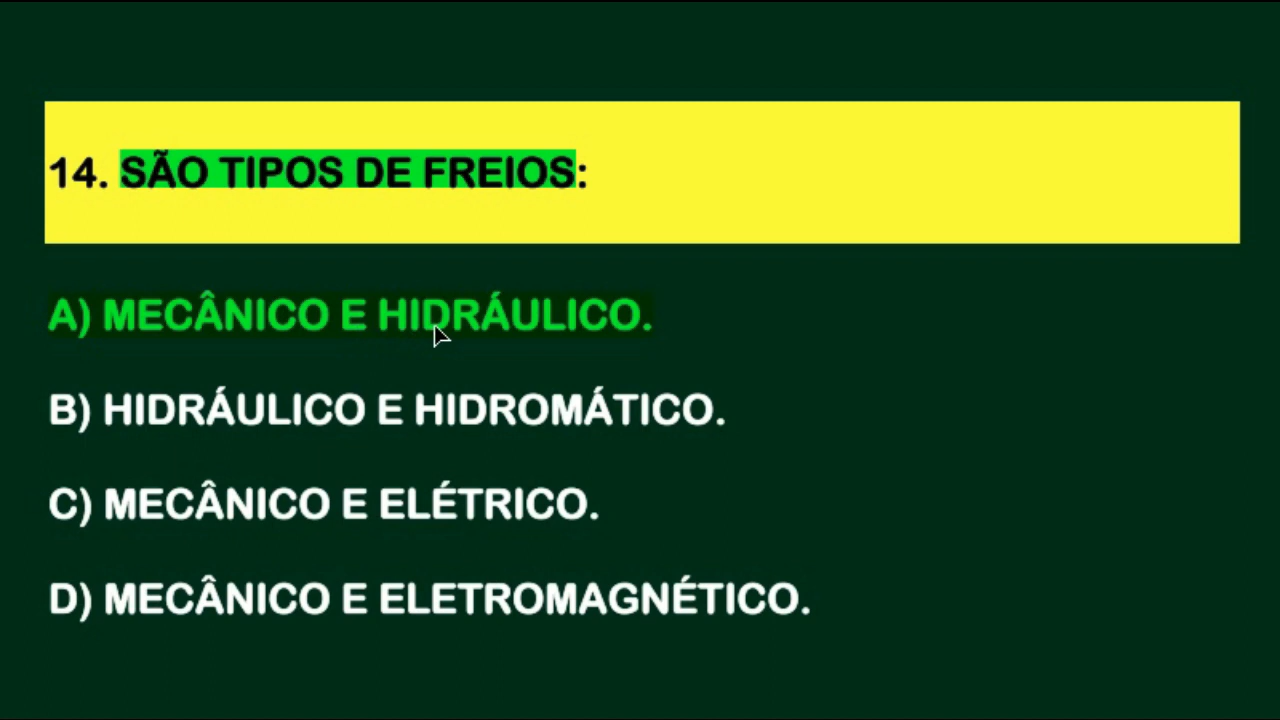 14. SÃO TIPOS DE FREIOS:
A) MECÂNICO E HIDRÁULICO.
B) HIDRÁULICO E HIDROMÁTICO.
C) MECÂNICO E ELÉTRICO.
D) MECÂNICO E ELETROMAGNÉTICO.